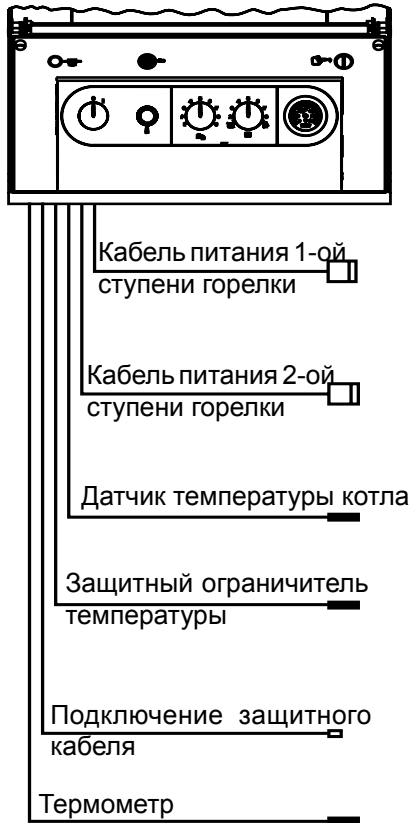 Кабель питания 1-ой
ступени горелки
Кабель питания 2-ой
ступени горелки
Датчик температуры котла
Защитный ограничитель
температуры
Подключение защитного
кабеля
Термометр